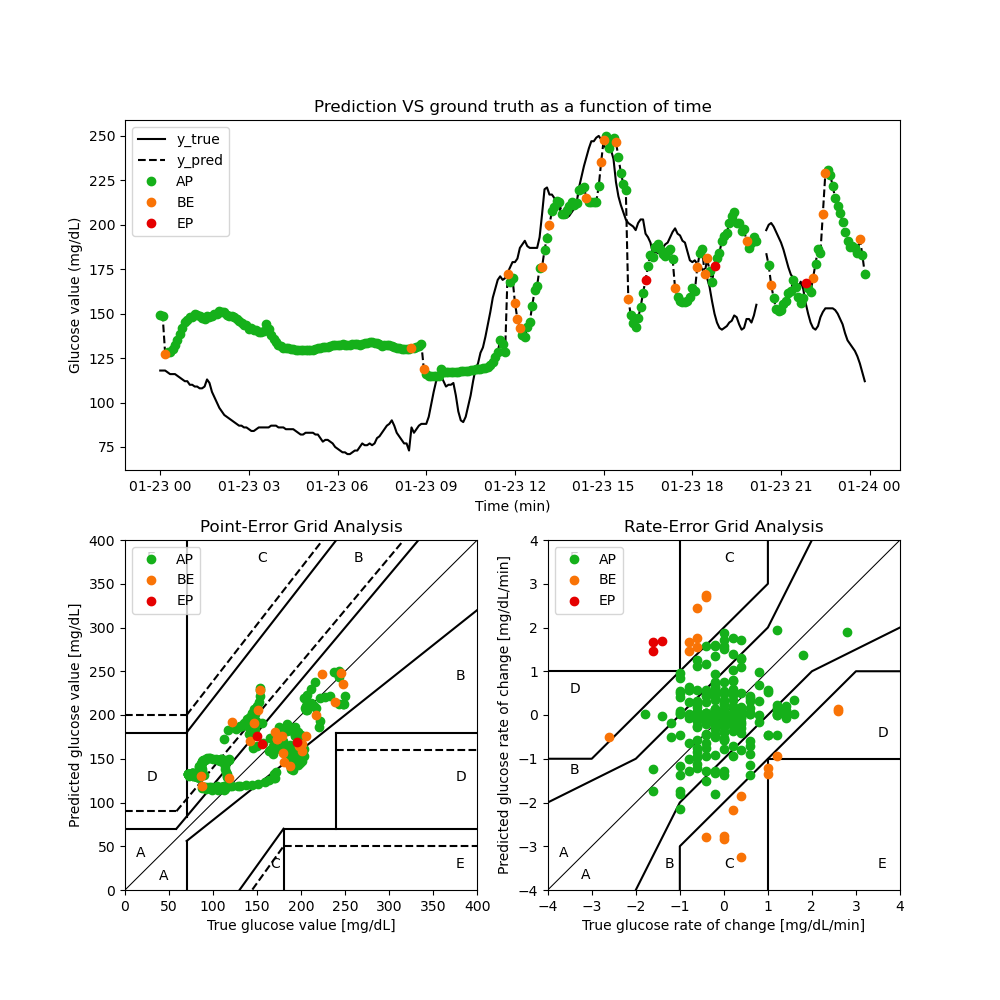 Prediction VS ground truth as a function of time
Glucose value (mg/dL)
250
225
200
175
150
125
100
75
y_true
y_pred
AP
BE
EP
01-23 00 01-23 03 01-23 06 01-23 09 01-23 12 01-23 15 01-23 18 01-23 21 01-24 00
Time (min)
Point-Error Grid Analysis
Predicted glucose value [mg/dL]
400
350
300
250
200
150
100
50
0
AP
BE
EP
C
B
B
D
D
A
A
C
E
0 50 100 150 200 250 300 350 400
True glucose value [mg/dL]
Rate-Error Grid Analysis
Predicted glucose rate of change [mg/dL/min]
4
3
2
1
0
−1
−2
−3
−4
AP
BE
EP
C
D
D
B
A
A
B
C
E
−4 −3 −2 −1 0 1 2 3 4
True glucose rate of change [mg/dL/min]